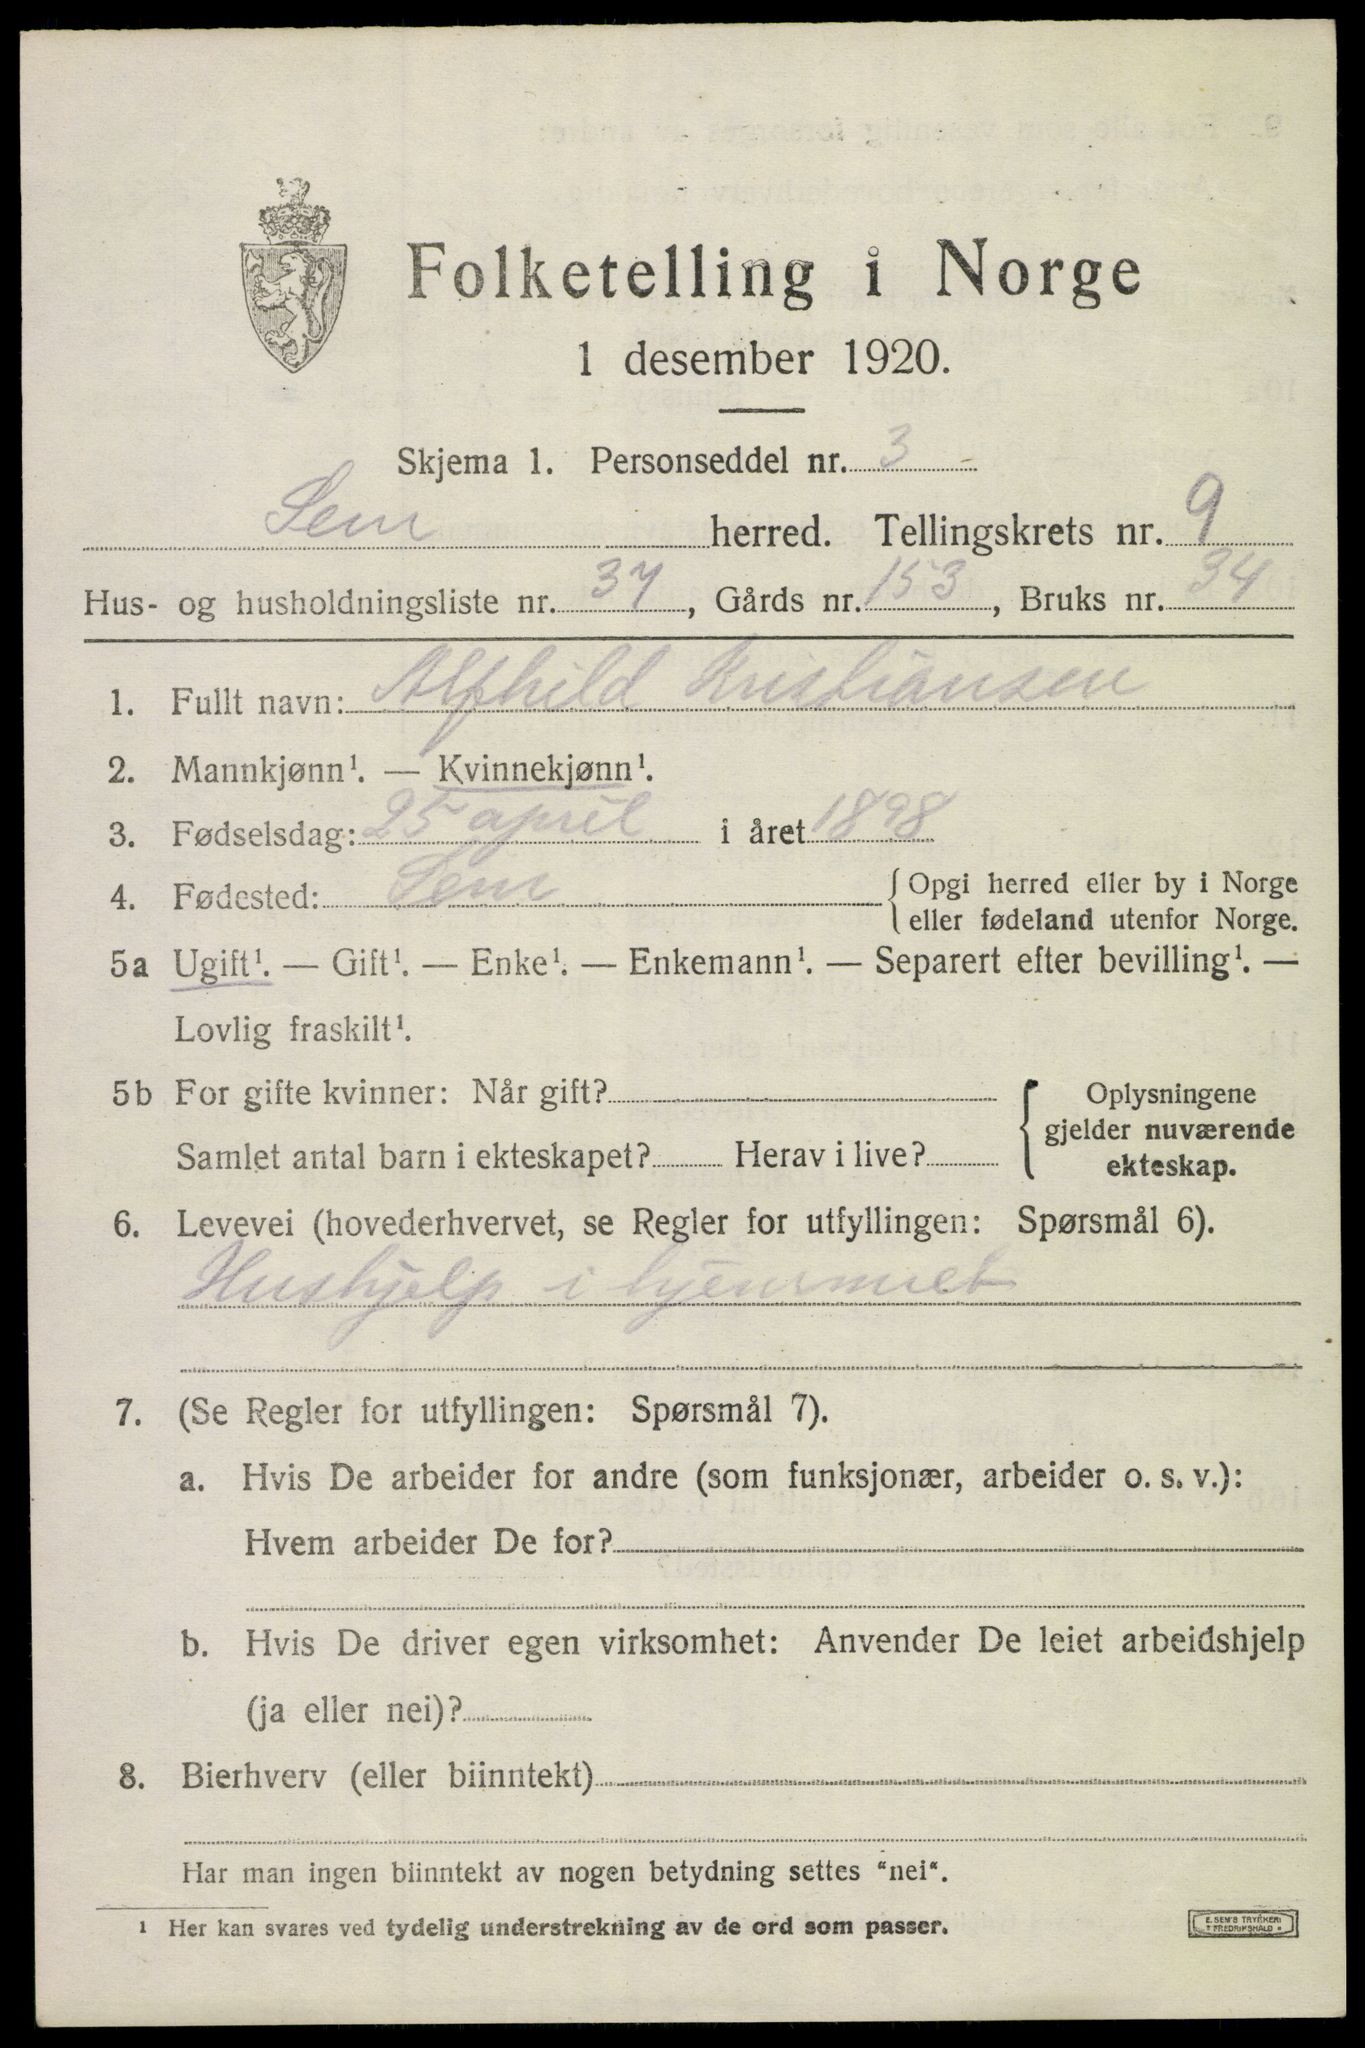 Folketelling i Norge
1 desember 1920.
Skjema 1. Personseddel nr. 3
Sem herred. Tellingskrets nr. 9
Hus- og husholdningsliste nr. 37, Gårds nr. 153, Bruks nr. 34
1. Fullt navn: Alfhild Kristiansen
2. Mannkjønn¹. — Kvinnekjønn¹.
3. Fødselsdag: 25 april i året 1898
4. Fødested: Sem {Opgi herred eller by i Norge
eller fødeland utenfor Norge.
5a Ugift¹. — Gift¹. — Enke¹. — Enkemann¹. — Separert efter bevilling¹. —
Lovlig fraskilt¹.
5b For gifte kvinner: Når gift?
Samlet antal barn i ekteskapet? Herav i live?
{Oplysningene
gjelder nuværende
ekteskap.
6. Levevei (hovederhvervet, se Regler for utfyllingen: Spørsmål 6).
Hushjelp i hjemmet
7. (Se Regler for utfyllingen: Spørsmål 7).
a. Hvis De arbeider for andre (som funksjonær, arbeider o. s. v.):
Hvem arbeider De for?
b. Hvis De driver egen virksomhet: Anvender De leiet arbeidshjelp
(ja eller nei)?
8. Bierhverv (eller biinntekt)
Har man ingen biinntekt av nogen betydning settes "nei".
¹ Her kan svares ved tydelig understrekning av de ord som passer.
E. SEM'S TRYKKERI
FREDRIKSHALD